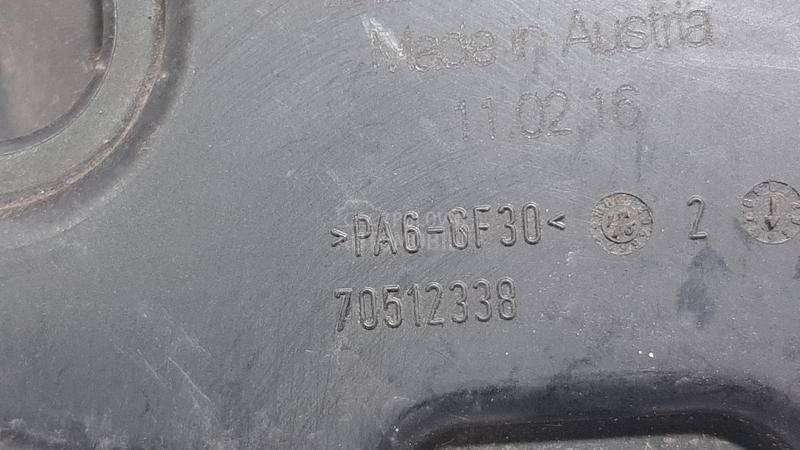 Made in Austria
11.02.16
>PA6-GF30<
2
70512338